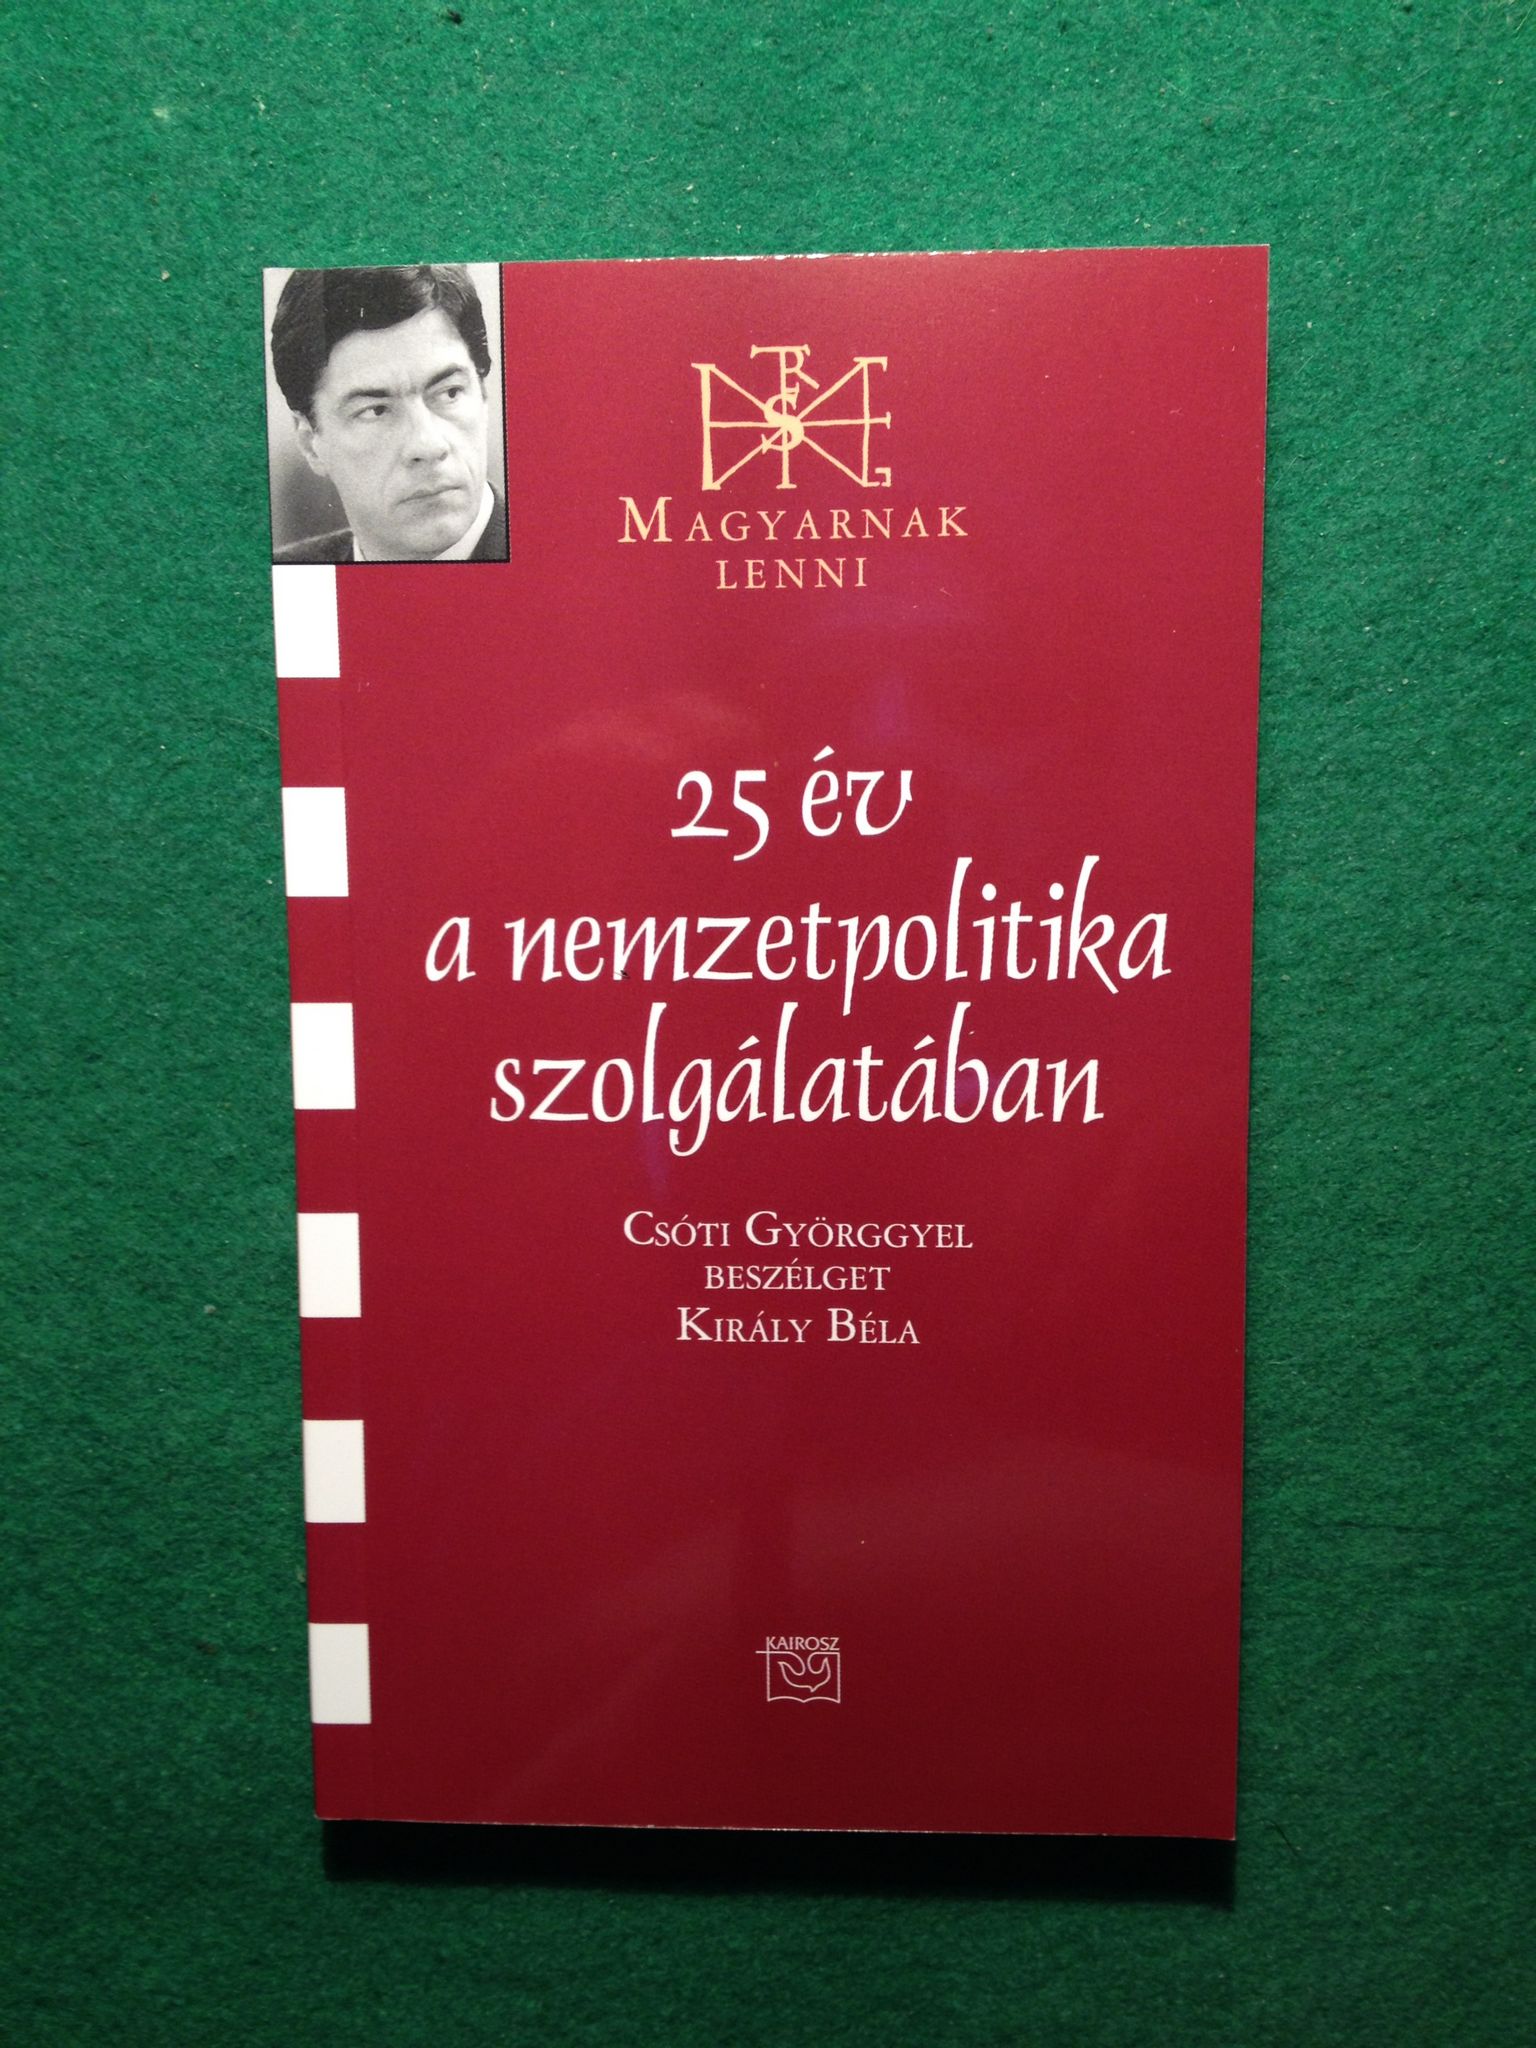 MAGYARNAK
LENNI
25 év
a nemzetpolitika
szolgálatában
CSÓTI GYÖRGGYEL
BESZÉLGET
KIRÁLY BÉLA
KAIROSZ